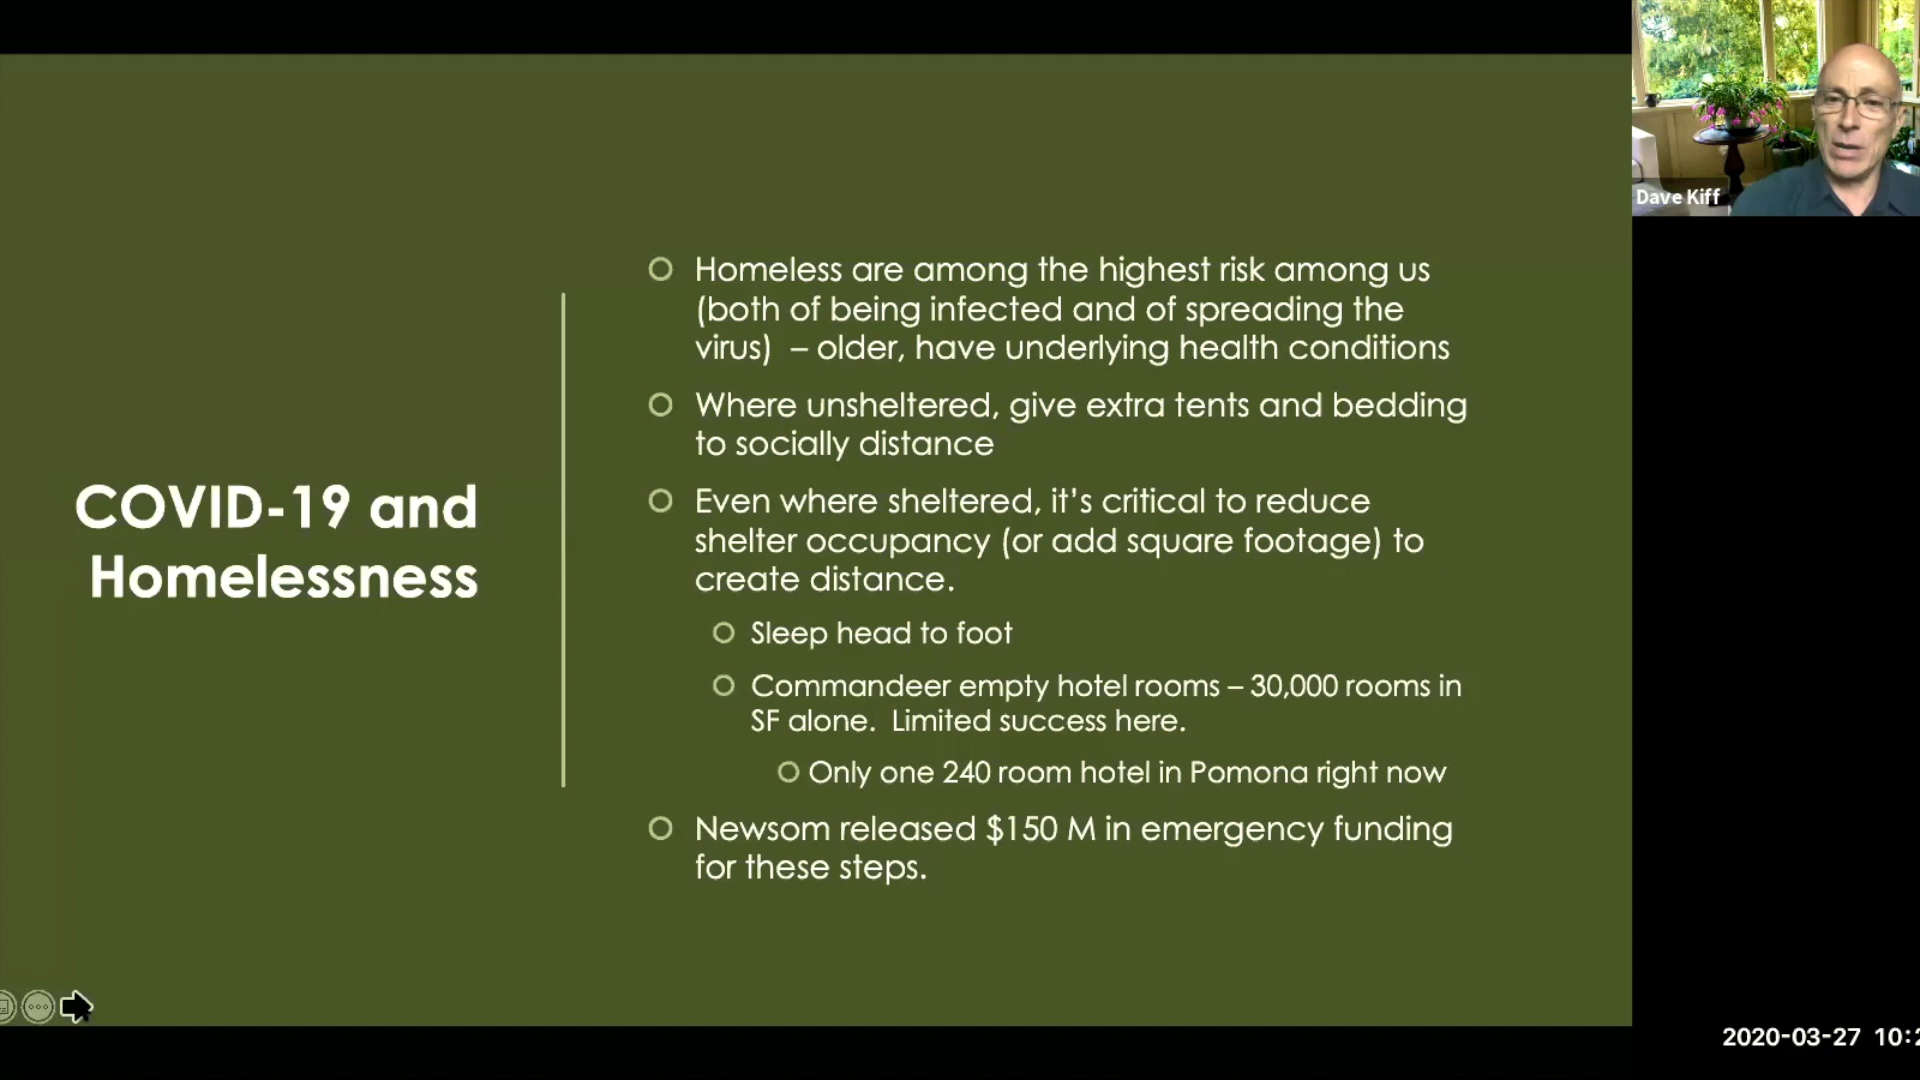 COVID-19 and
Homelessness
Homeless are among the highest risk among us
(both of being infected and of spreading the
virus) – older, have underlying health conditions
Where unsheltered, give extra tents and bedding
to socially distance
Even where sheltered, it’s critical to reduce
shelter occupancy (or add square footage) to
create distance.
Sleep head to foot
Commandeer empty hotel rooms – 30,000 rooms in
SF alone. Limited success here.
Only one 240 room hotel in Pomona right now
Newsom released $150 M in emergency funding
for these steps.
Dave Kiff
2020-03-27 10:2